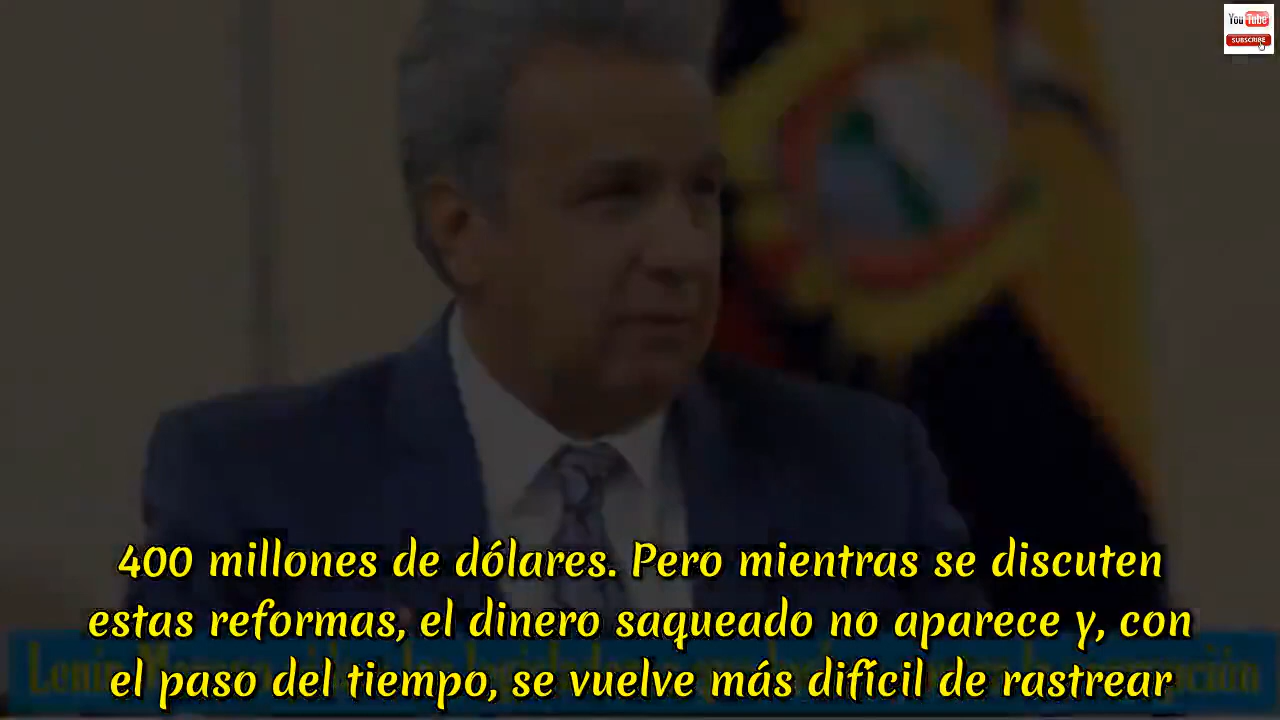 You Tube
SUBSCRIBE
400 millones de dólares. Pero mientras se discuten
estas reformas, el dinero saqueado no aparece y, con
el paso del tiempo, se vuelve más difícil de rastrear
Lenin